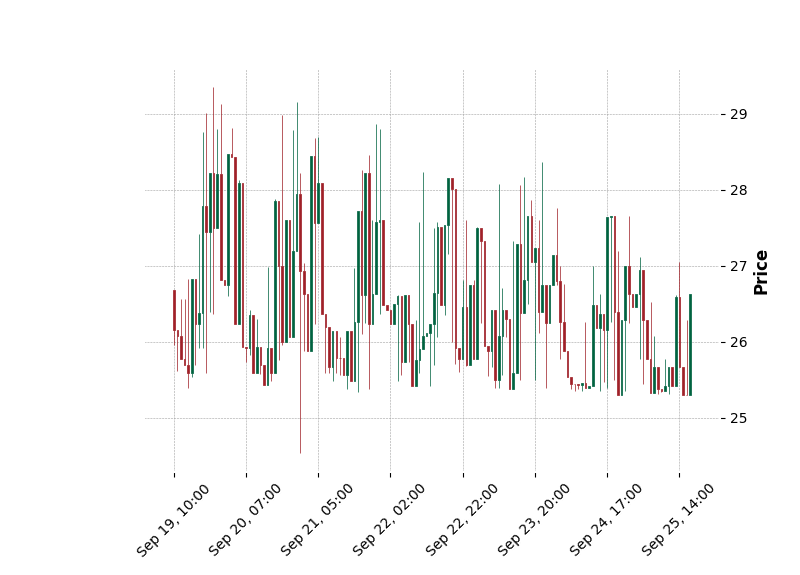 29
28
27
26
25
Price
Sep 19, 10:00
Sep 20, 07:00
Sep 21, 05:00
Sep 22, 02:00
Sep 22, 22:00
Sep 23, 20:00
Sep 24, 17:00
Sep 25, 14:00